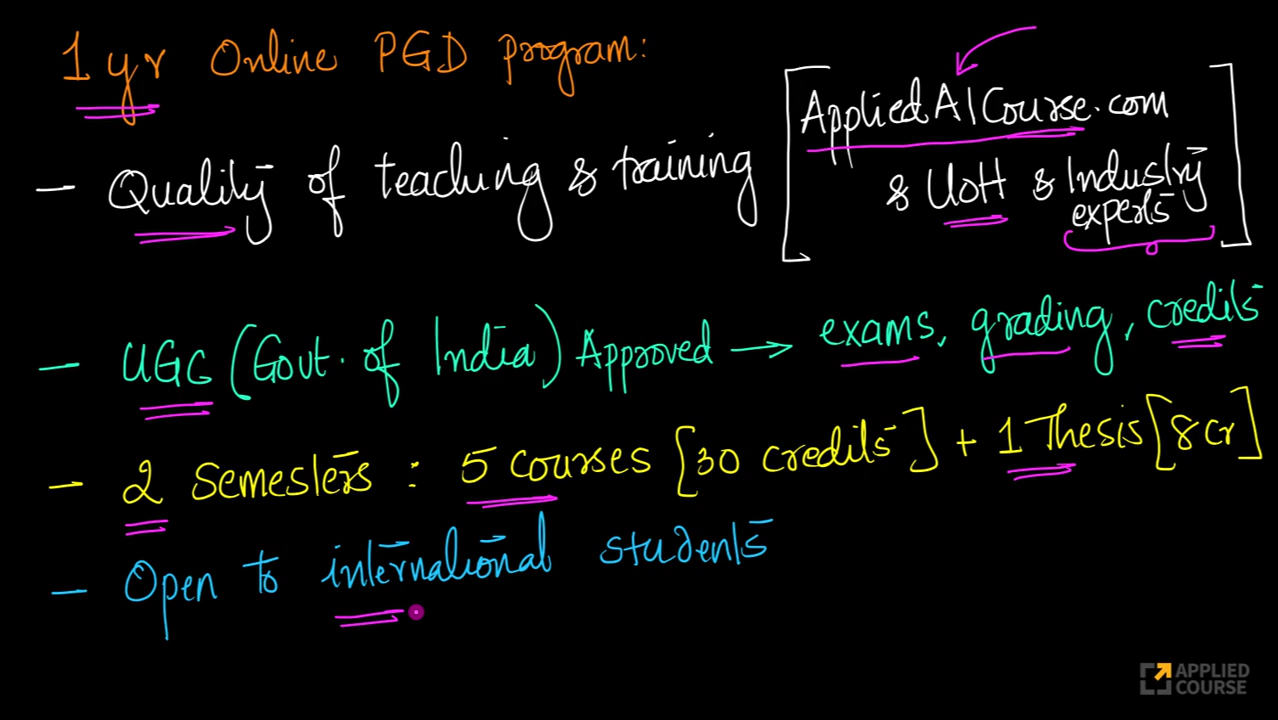 1 yr Online PGD program:
- Quality of teaching & training [AppliedAICourse.com
& UoH & Industry
experts]
- UGC (Govt. of India) Approved → exams, grading, credits
- 2 semesters : 5 courses [30 credits] + 1 Thesis [8 cr]
- Open to international students
APPLIED
COURSE